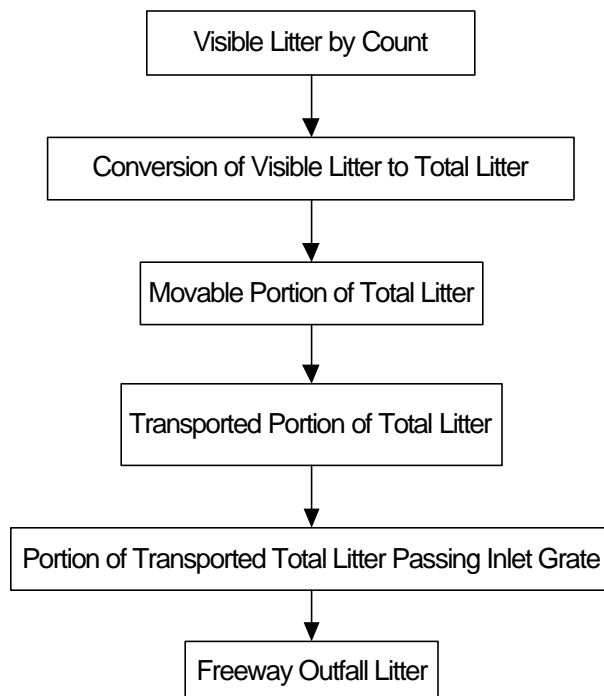 Visible Litter by Count
Conversion of Visible Litter to Total Litter
Movable Portion of Total Litter
Transported Portion of Total Litter
Portion of Transported Total Litter Passing Inlet Grate
Freeway Outfall Litter